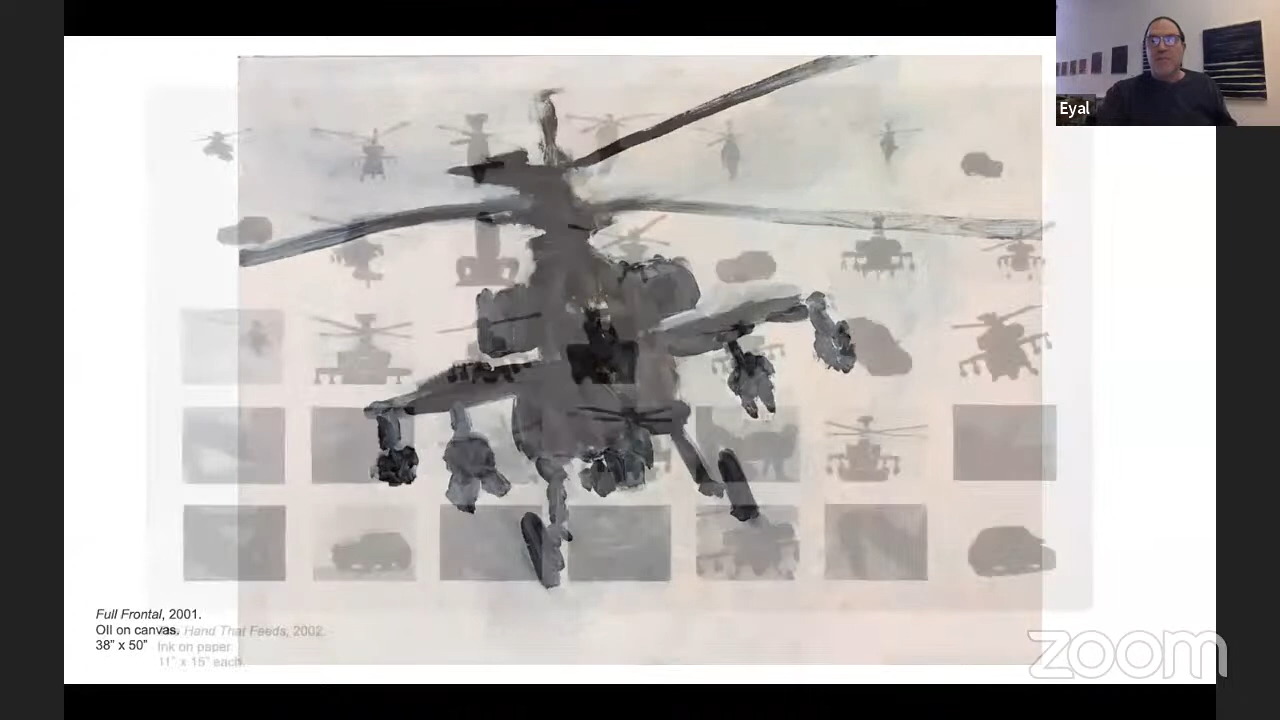 Eyal
Full Frontal, 2001.
Oil on canvas.
38" x 50"
Hand That Feeds, 2002.
Ink on paper
11" x 15" each.
zoom